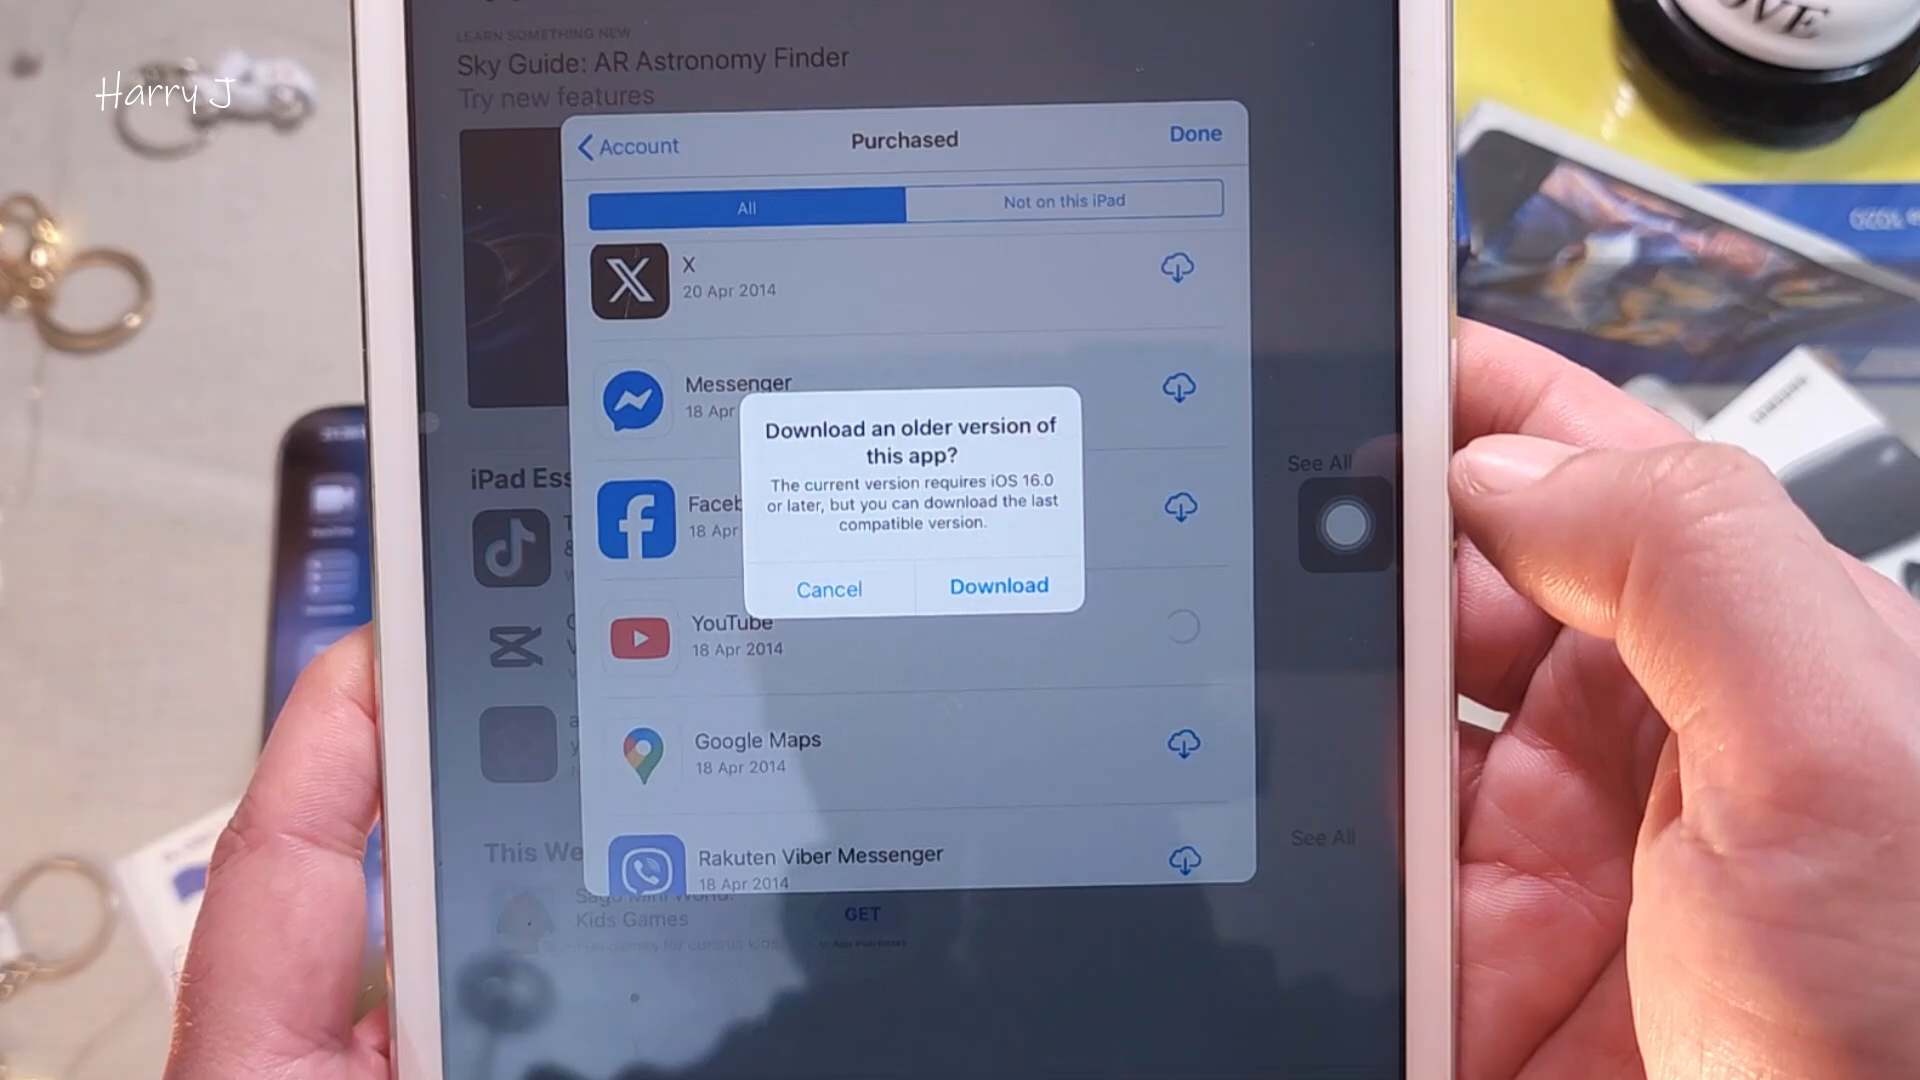 Harry J
LEARN SOMETHING NEW
Sky Guide: AR Astronomy Finder
Try new features
Account
Purchased
Done
All
Not on this iPad
X
20 Apr 2014
Messenger
18 Apr
Download an older version of
this app?
The current version requires iOS 16.0
or later, but you can download the last
compatible version.
Cancel
Download
Faceb
18 Apr
iPad Ess
See All
YouTube
18 Apr 2014
Google Maps
18 Apr 2014
This We
See All
Rakuten Viber Messenger
18 Apr 2014
Sago Mini World:
Kids Games
GET
SAMSUNG